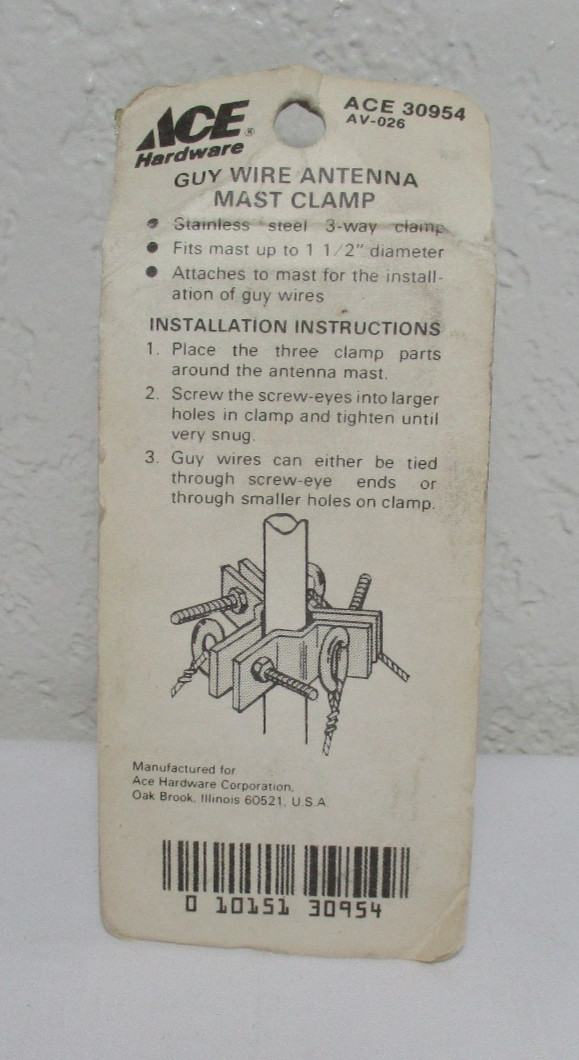 ACE®
Hardware
ACE 30954
AV-026
GUY WIRE ANTENNA
MAST CLAMP
● Stainless steel 3-way clamp
● Fits mast up to 1 1/2" diameter
● Attaches to mast for the install-
ation of guy wires
INSTALLATION INSTRUCTIONS
1. Place the three clamp parts
around the antenna mast.
2. Screw the screw-eyes into larger
holes in clamp and tighten until
very snug.
3. Guy wires can either be tied
through screw-eye ends or
through smaller holes on clamp.
Manufactured for
Ace Hardware Corporation,
Oak Brook, Illinois 60521, U.S.A.
0 10151 30954